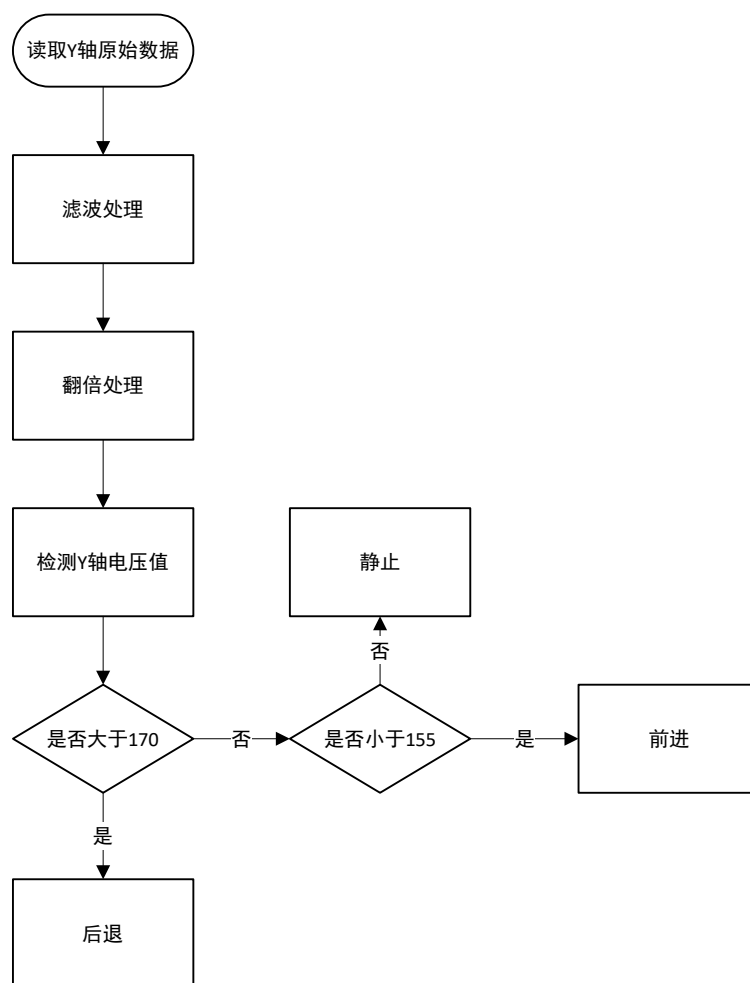 读取Y轴原始数据
滤波处理
翻倍处理
检测Y轴电压值
静止
否
是否大于170
否
是否小于155
是
前进
是
后退